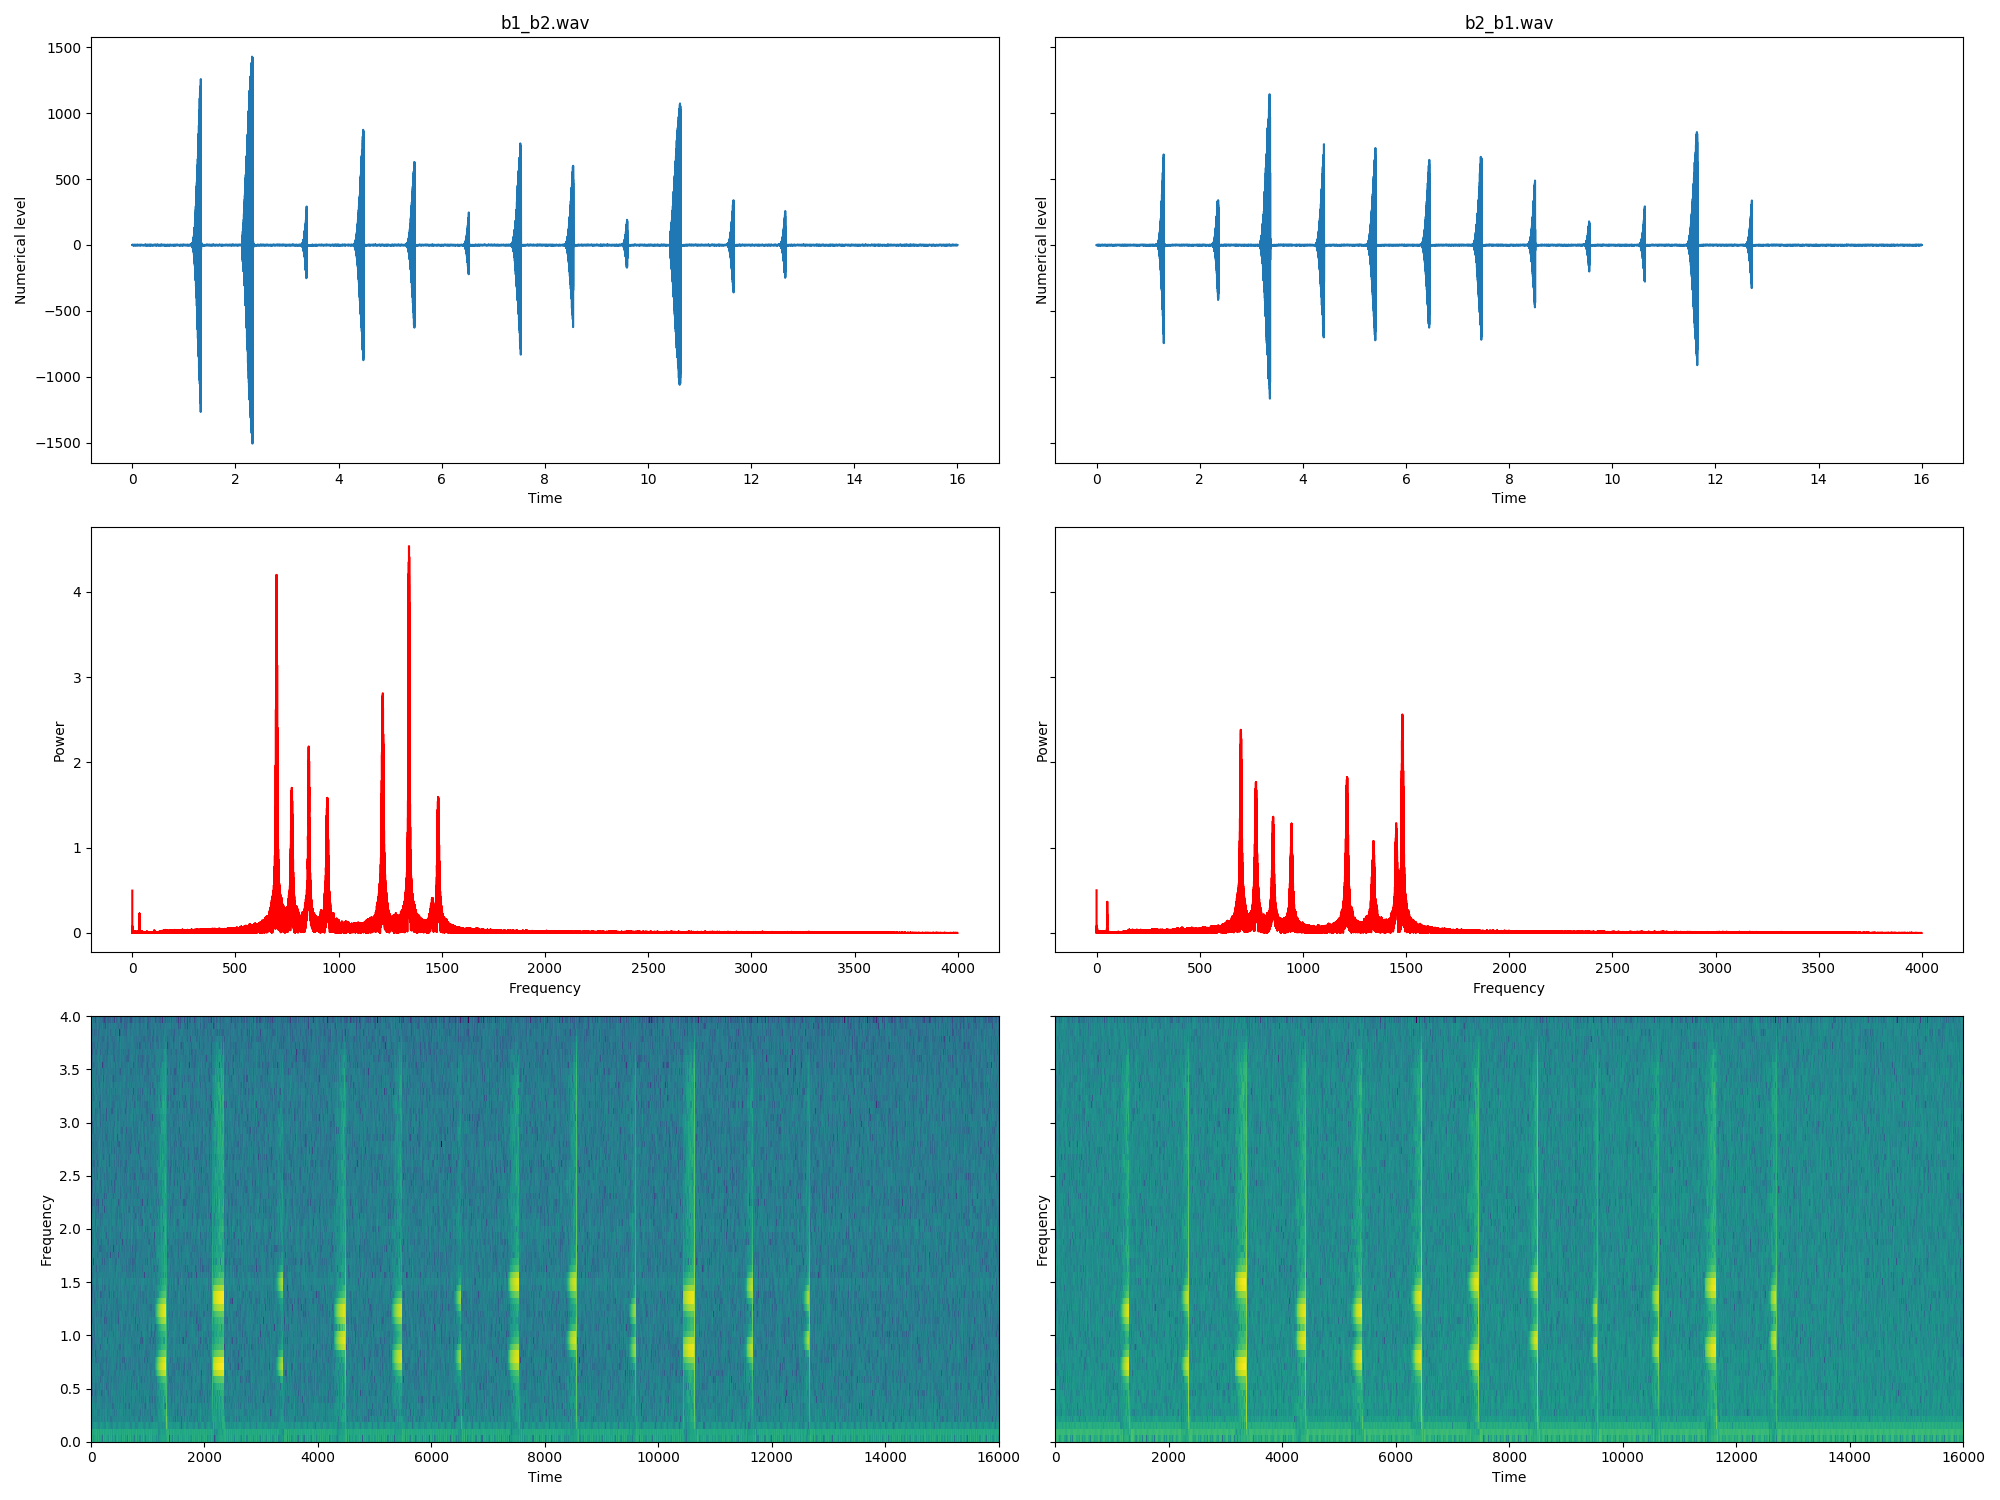 b1_b2.wav
b2_b1.wav
1500
1000
500
0
−500
−1000
−1500
Numerical level
Numerical level
0 2 4 6 8 10 12 14 16
0 2 4 6 8 10 12 14 16
Time
Time
4
3
2
1
0
Power
Power
0 500 1000 1500 2000 2500 3000 3500 4000
0 500 1000 1500 2000 2500 3000 3500 4000
Frequency
Frequency
4.0
3.5
3.0
2.5
2.0
1.5
1.0
0.5
0.0
Frequency
Frequency
0 2000 4000 6000 8000 10000 12000 14000 16000
0 2000 4000 6000 8000 10000 12000 14000 16000
Time
Time